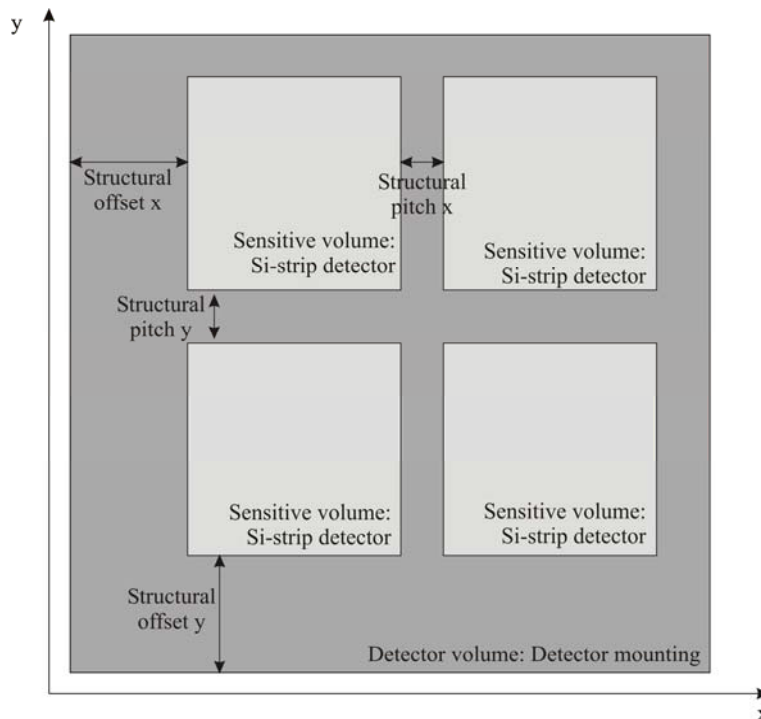 y
Structural
offset x
Structural
pitch x
Sensitive volume:
Si-strip detector
Sensitive volume:
Si-strip detector
Structural
pitch y
Sensitive volume:
Si-strip detector
Sensitive volume:
Si-strip detector
Structural
offset y
Detector volume: Detector mounting
x